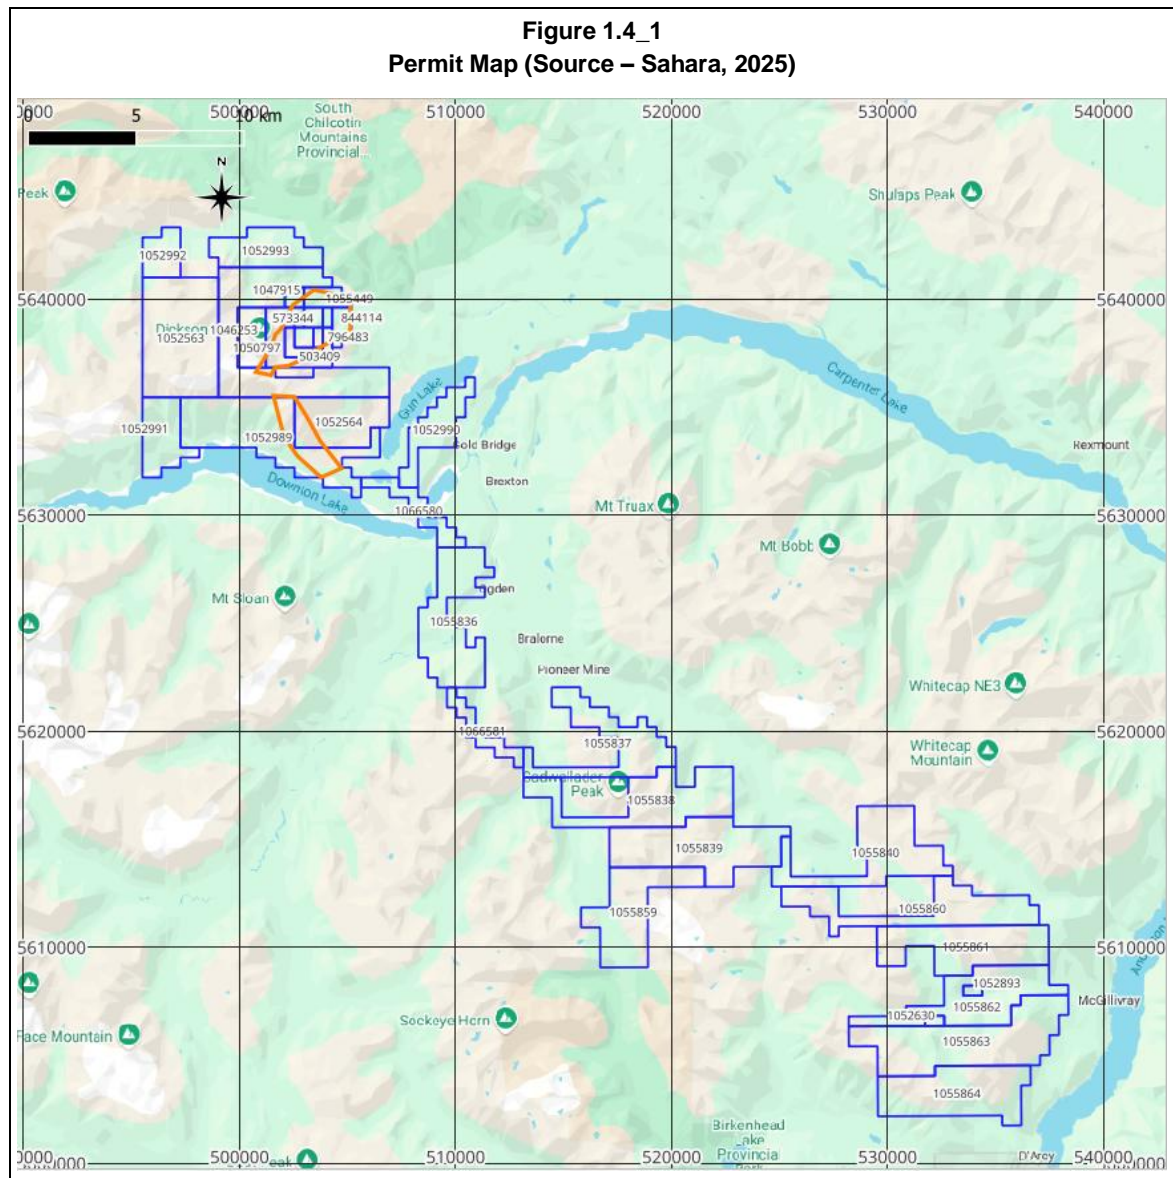 Figure 1.4_1
Permit Map (Source – Sahara, 2025)
0000
500000
510000
520000
530000
540000
0
5
10 km
South
Chilcotin
Mountains
Provincial...
N
Peak
Shulaps Peak
1052992
1052993
5640000
1047915
1055449
5640000
573344
844114
Dickson
1046253
1052563
1050797
796483
503409
Gun Lake
Carpenter Lake
1052991
1052564
1052989
1052990
Gold Bridge
Rexmount
Downton Lake
Brexton
Mt Truax
1066580
5630000
5630000
Mt Bobb
Mt Sloan
Ogden
1055836
Bralorne
Pioneer Mine
Whitecap NE3
5620000
1066581
1055837
Whitecap
Mountain
5620000
Cadwallader
Peak
1055838
1055839
1055840
1055859
1055860
5610000
1055861
5610000
1052893
1055862
McGillivray
1052630
Sockeye Horn
Face Mountain
1055863
1055864
Birkenhead
Lake
Provincial
Park
D'Arcy
0000
500000
510000
520000
530000
540000